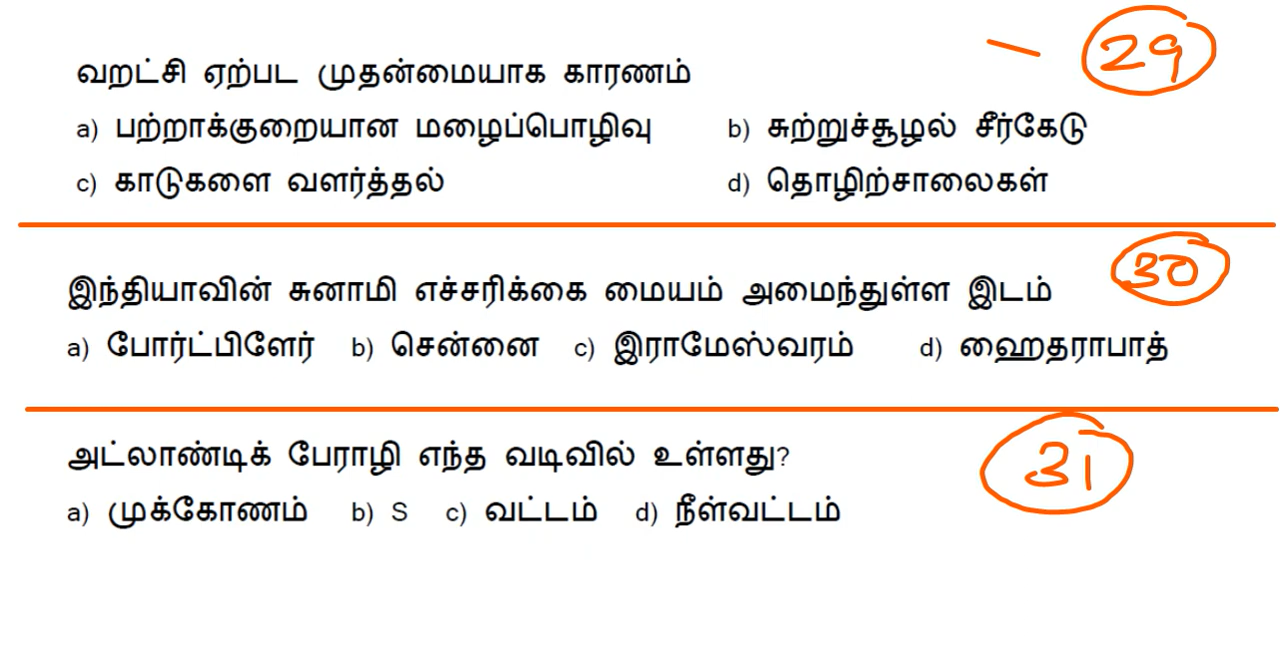 வறட்சி ஏற்பட முதன்மையாக காரணம் 29
a) பற்றாக்குறையான மழைப்பொழிவு b) சுற்றுச்சூழல் சீர்கேடு
c) காடுகளை வளர்த்தல் d) தொழிற்சாலைகள்
இந்தியாவின் சுனாமி எச்சரிக்கை மையம் அமைந்துள்ள இடம் 30
a) போர்ட்பிளேர் b) சென்னை c) இராமேஸ்வரம் d) ஹைதராபாத்
அட்லாண்டிக் பேராழி எந்த வடிவில் உள்ளது? 31
a) முக்கோணம் b) S c) வட்டம் d) நீள்வட்டம்